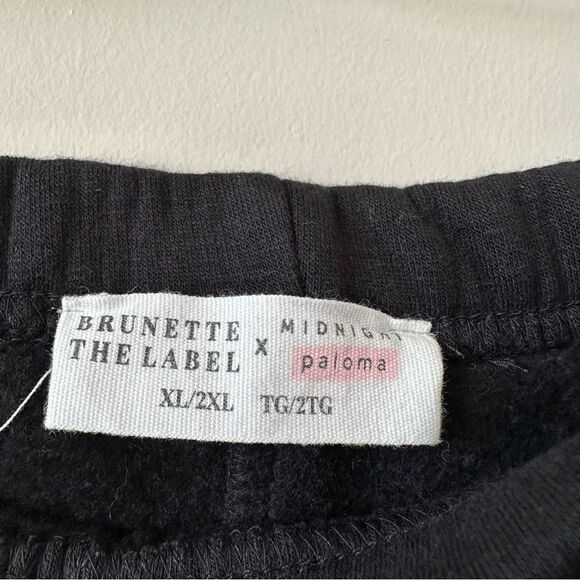 BRUNETTE
THE LABEL
X
MIDNIGHT
paloma
XL/2XL TG/2TG